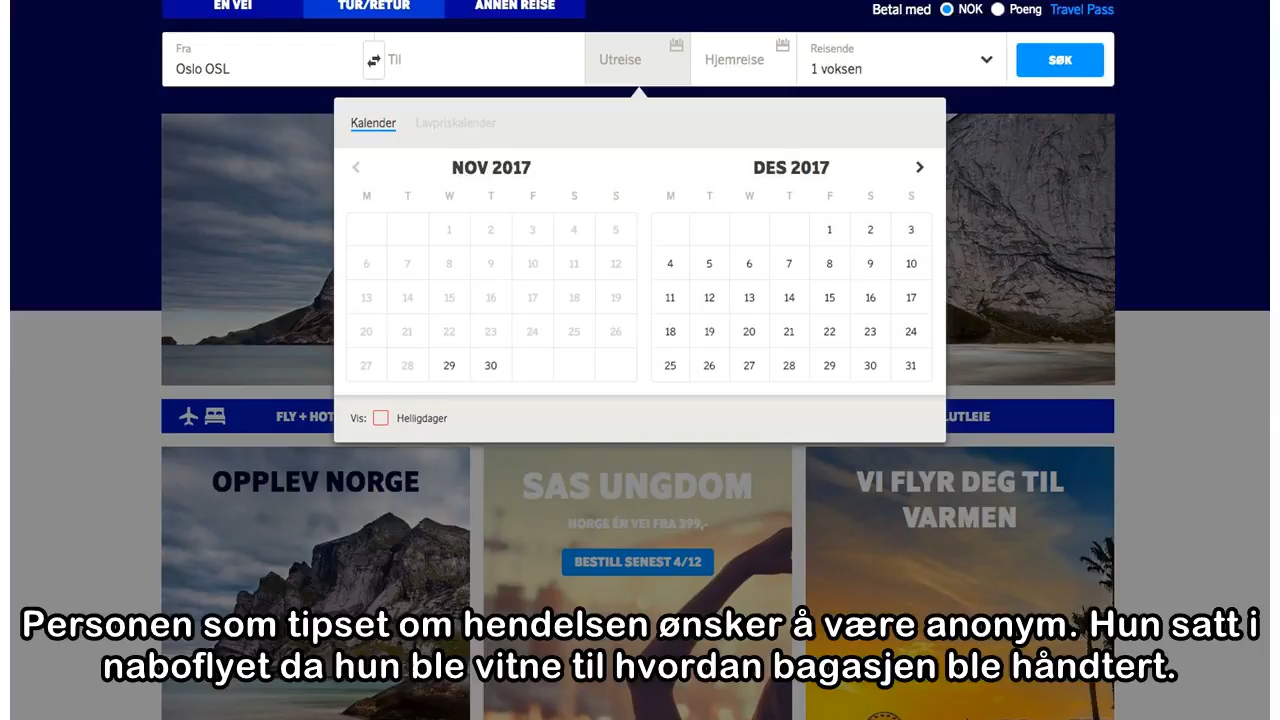 EN VEI
TUR/RETUR
ANNEN REISE
Betal med NOK Poeng Travel Pass
Fra
Oslo OSL
Til
Utreise
Hjemreise
Reisende
1 voksen
SØK
Kalender Lavpriskalender
NOV 2017
M T W T F S S
1 2 3 4 5
6 7 8 9 10 11 12
13 14 15 16 17 18 19
20 21 22 23 24 25 26
27 28 29 30
DES 2017
M T W T F S S
1 2 3
4 5 6 7 8 9 10
11 12 13 14 15 16 17
18 19 20 21 22 23 24
25 26 27 28 29 30 31
Vis: Helligdager
FLY + HOT
LUTLEIE
OPPLEV NORGE
SAS UNGDOM
NORGE ÉN VEI FRA 399,-
BESTILL SENEST 4/12
VI FLYR DEG TIL
VARMEN
Personen som tipset om hendelsen ønsker å være anonym. Hun satt i
naboflyet da hun ble vitne til hvordan bagasjen ble håndtert.